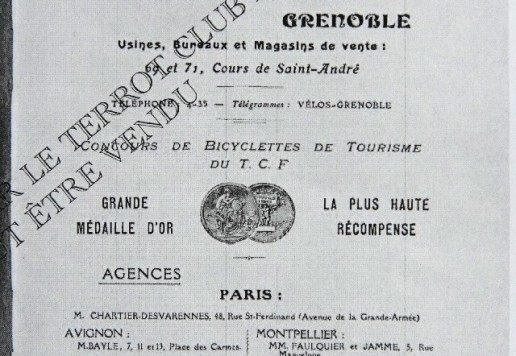 GRENOBLE
Usines, Bureaux et Magasins de vente :
69 et 71, Cours de Saint-André
TÉLÉPHONE -35 — Télégrammes : VÉLOS-GRENOBLE
CONCOURS DE BICYCLETTES DE TOURISME
DU T. C. F
GRANDE
MÉDAILLE D'OR
LA PLUS HAUTE
RÉCOMPENSE
AGENCES
PARIS :
M. CHARTIER-DESVARENNES, 48, Rue St-Ferdinand (Avenue de la Grande-Armée)
AVIGNON :
M. BAYLE, 7, 11 et 13, Place des Carmes.
MONTPELLIER :
MM. FAULQUIER et JAMME, 5, Rue
Maguelone
R LE TERROT CLUB
T ÊTRE VENDU